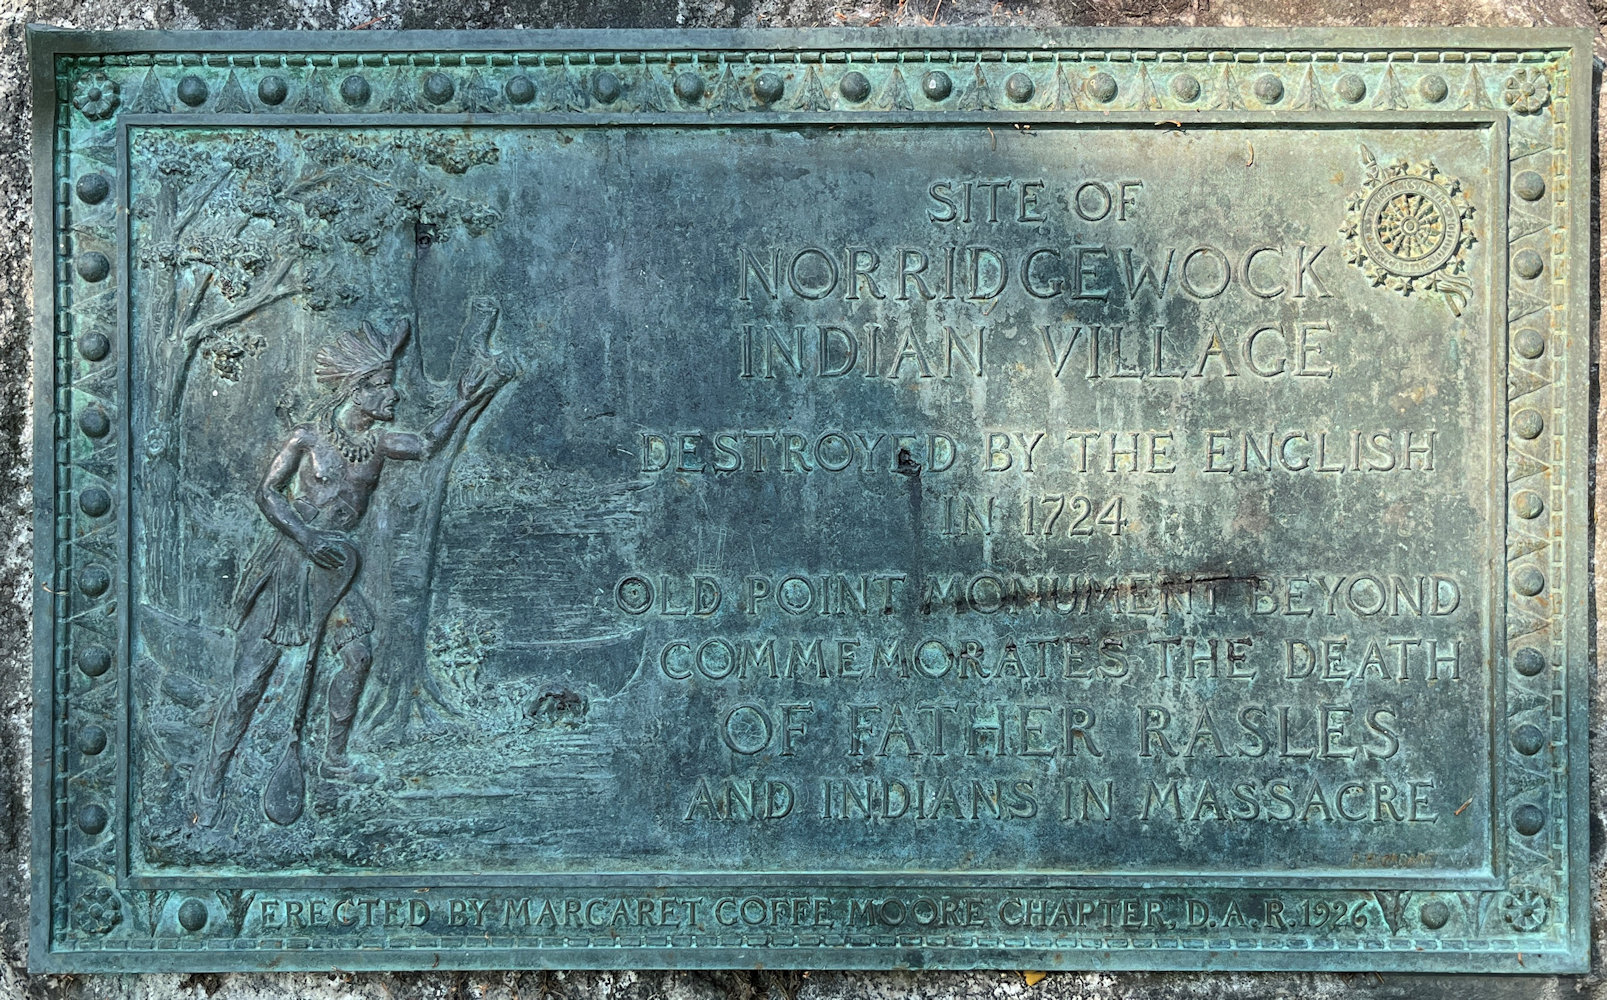 SITE OF
NORRIDGEWOCK
INDIAN VILLAGE
DESTROYED BY THE ENGLISH
IN 1724
OLD POINT MONUMENT BEYOND
COMMEMORATES THE DEATH
OF FATHER RASLES
AND INDIANS IN MASSACRE
ERECTED BY MARGARET GOFFE MOORE CHAPTER, D.A.R. 1926